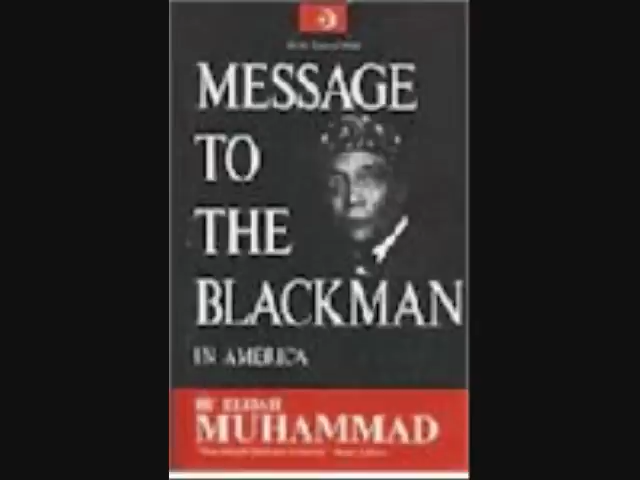 MESSAGE
TO
THE
BLACKMAN
IN AMERICA
BY ELIJAH
MUHAMMAD